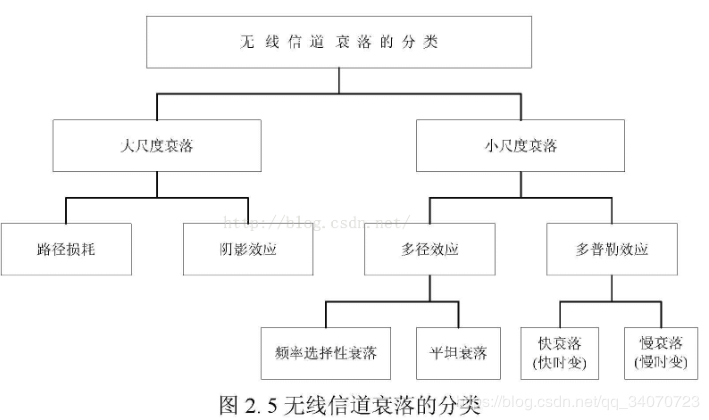 无线信道衰落的分类
大尺度衰落
小尺度衰落
http://blog.csdn.net/
路径损耗
阴影效应
多径效应
多普勒效应
频率选择性衰落
平坦衰落
快衰落
(快时变)
慢衰落
(慢时变)
图 2.5 无线信道衰落的分类
https://blog.csdn.net/qq_34070723